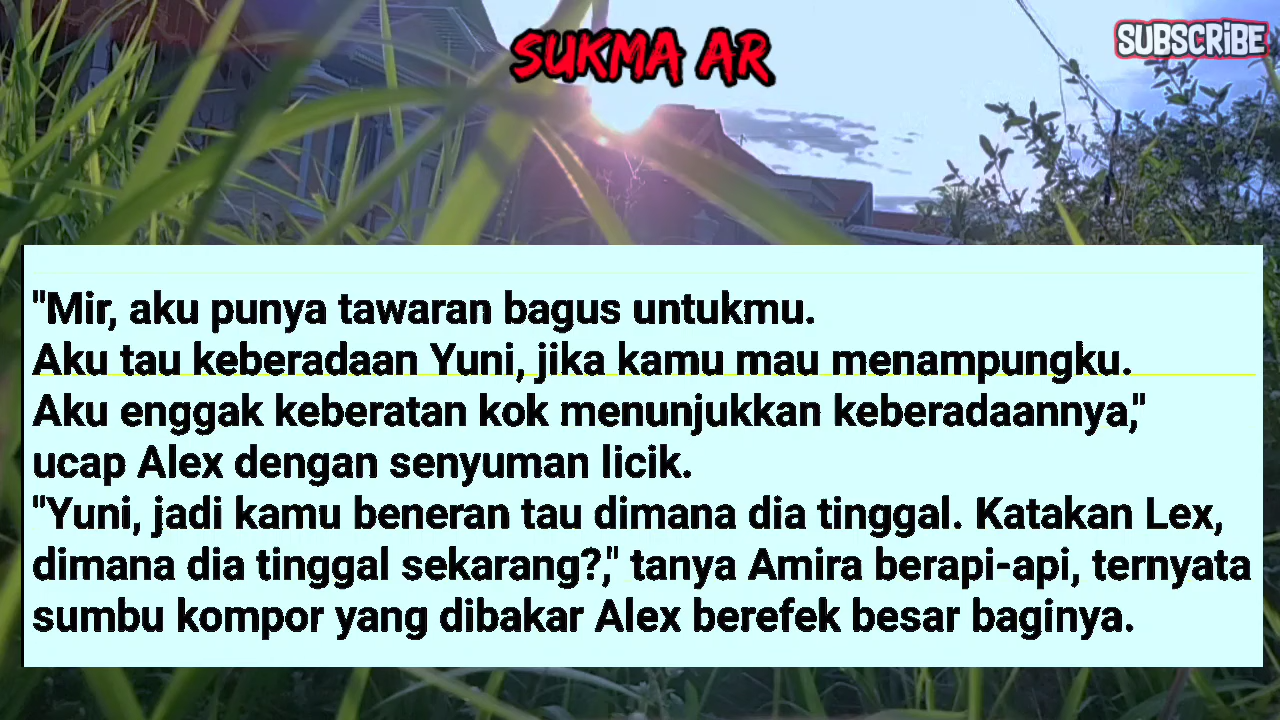 SUKMA AR
SUBSCRiBE
"Mir, aku punya tawaran bagus untukmu.
Aku tau keberadaan Yuni, jika kamu mau menampungku.
Aku enggak keberatan kok menunjukkan keberadaannya,"
ucap Alex dengan senyuman licik.
"Yuni, jadi kamu beneran tau dimana dia tinggal. Katakan Lex,
dimana dia tinggal sekarang?," tanya Amira berapi-api, ternyata
sumbu kompor yang dibakar Alex berefek besar baginya.